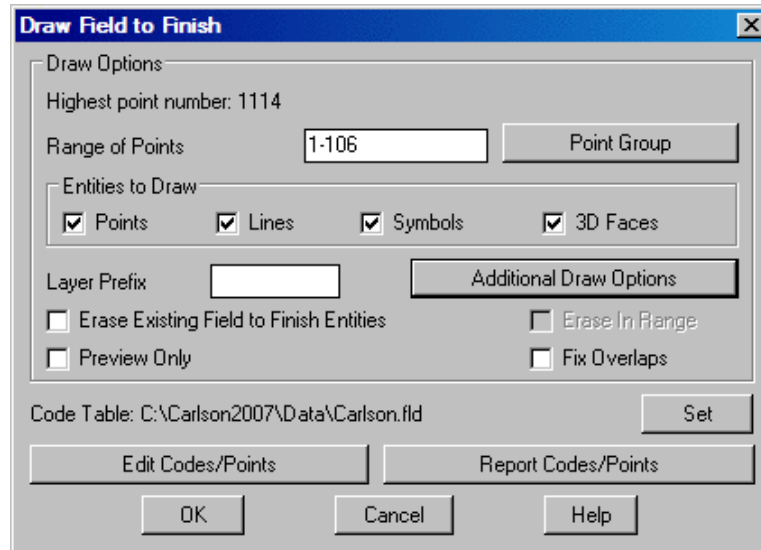 Draw Field to Finish
Draw Options
Highest point number: 1114
Range of Points 1-106 Point Group
Entities to Draw
Points Lines Symbols 3D Faces
Layer Prefix Additional Draw Options
Erase Existing Field to Finish Entities Erase In Range
Preview Only Fix Overlaps
Code Table: C:\Carlson2007\Data\Carlson.fld Set
Edit Codes/Points Report Codes/Points
OK Cancel Help